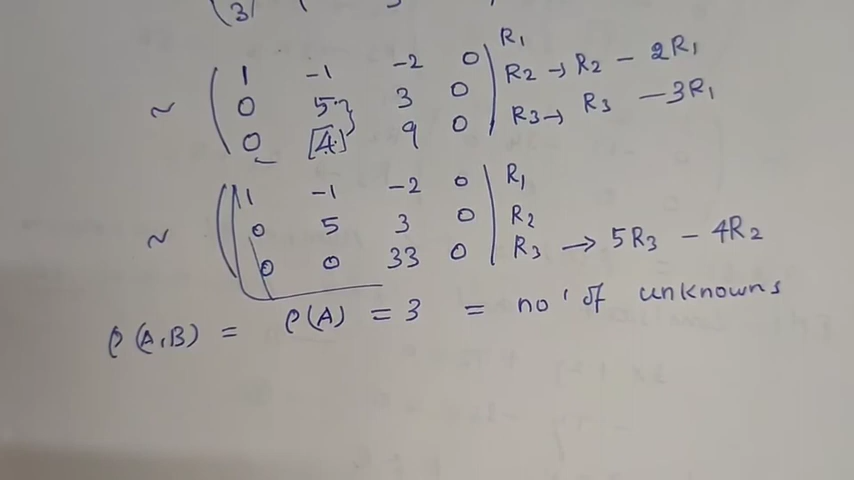 (3)
~ ( 1 -1 -2 0 | R1
0 5 3 0 | R2 → R2 - 2R1
0 [4] 9 0 | R3 → R3 - 3R1
~ ( 1 -1 -2 0 | R1
0 5 3 0 | R2
0 0 33 0 | R3 → 5R3 - 4R2
ρ(A,B) = ρ(A) = 3 = no. of unknowns